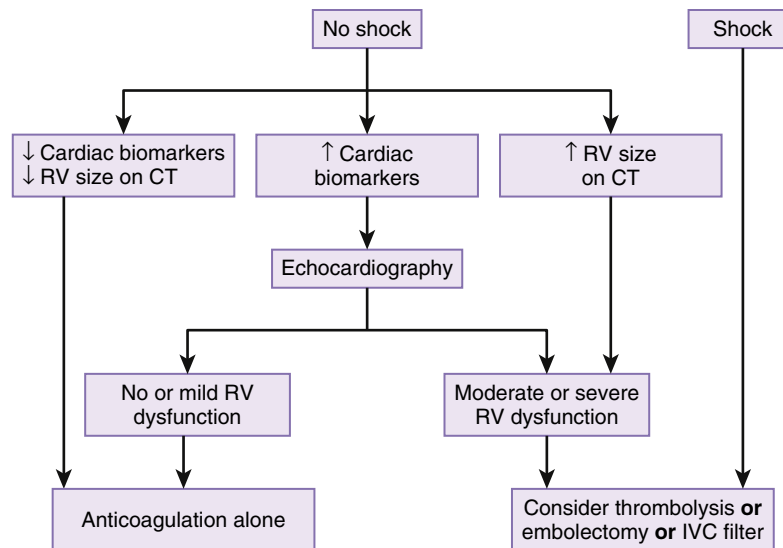 No shock
Shock
↓ Cardiac biomarkers
↓ RV size on CT
↑ Cardiac
biomarkers
↑ RV size
on CT
Echocardiography
No or mild RV
dysfunction
Moderate or severe
RV dysfunction
Anticoagulation alone
Consider thrombolysis or
embolectomy or IVC filter